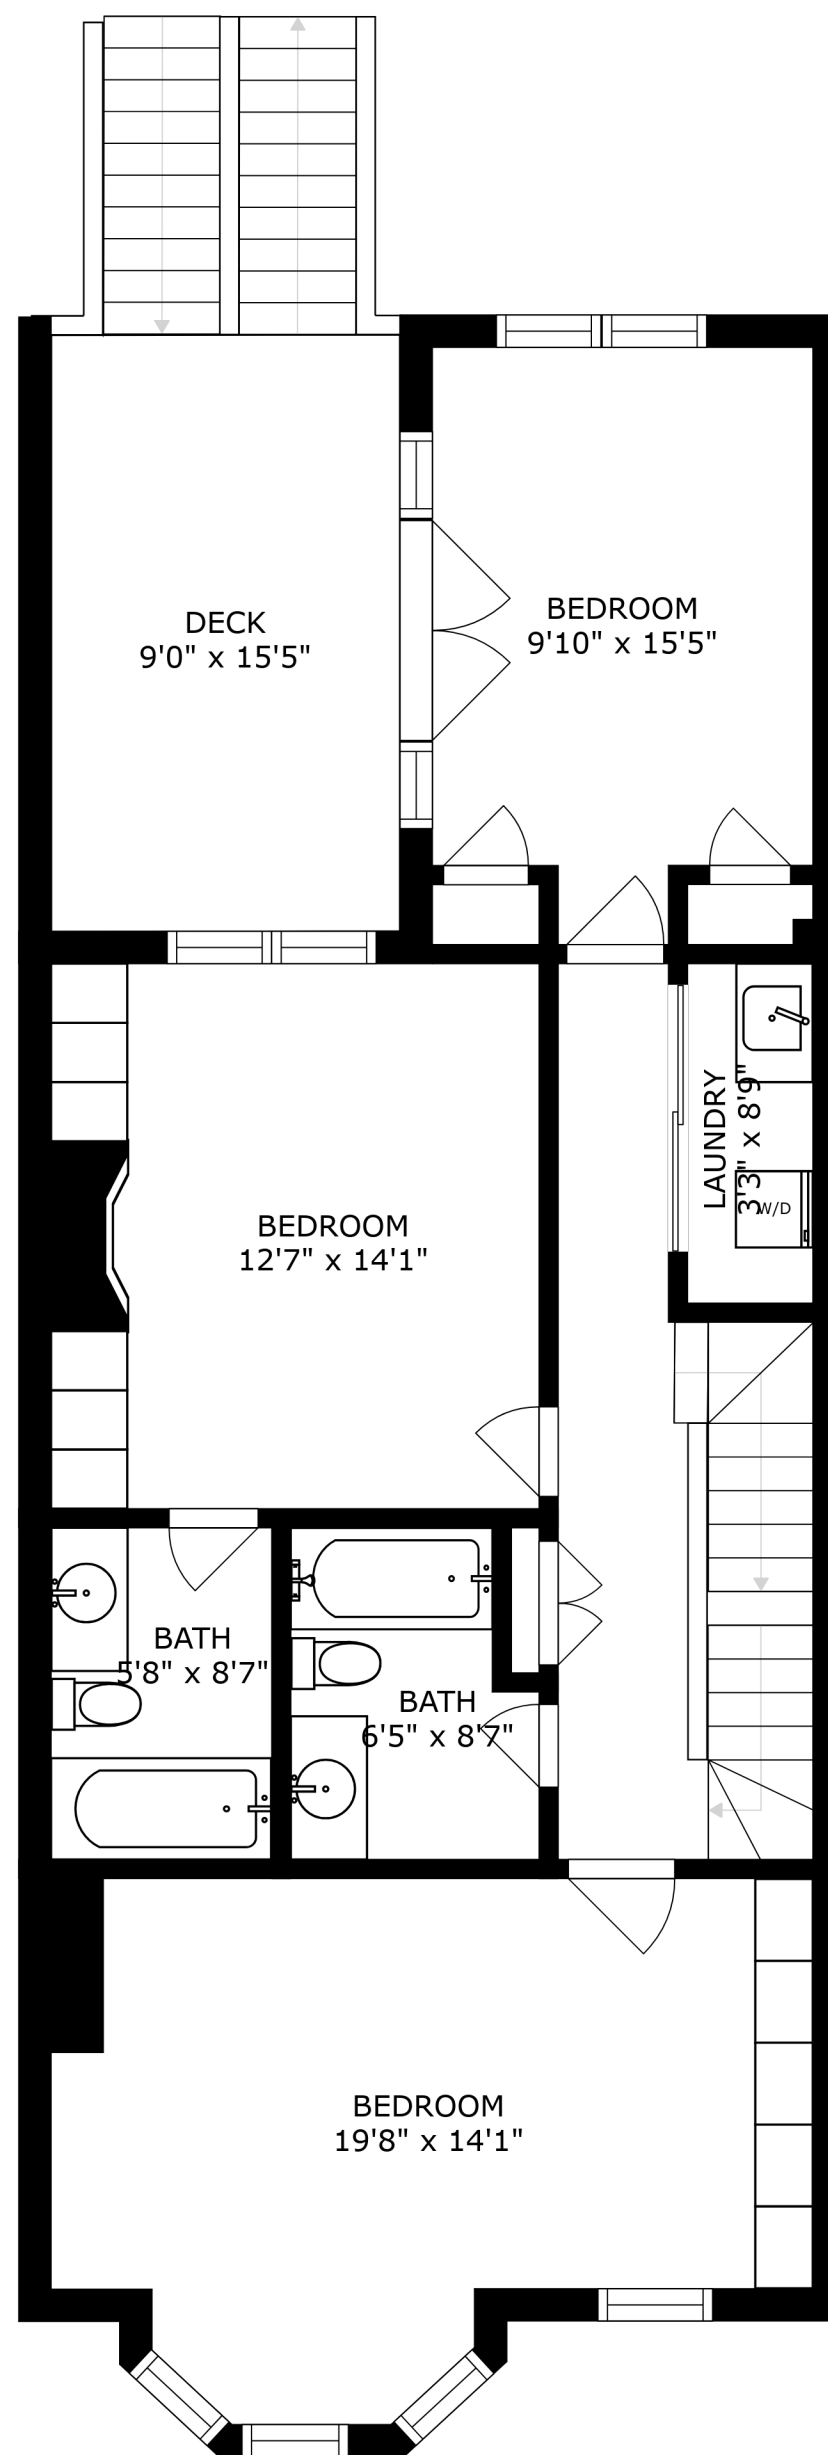 DECK
9'0" x 15'5"
BEDROOM
9'10" x 15'5"
LAUNDRY
3'3" x 8'9"
W/D
BEDROOM
12'7" x 14'1"
BATH
5'8" x 8'7"
BATH
6'5" x 8'7"
BEDROOM
19'8" x 14'1"